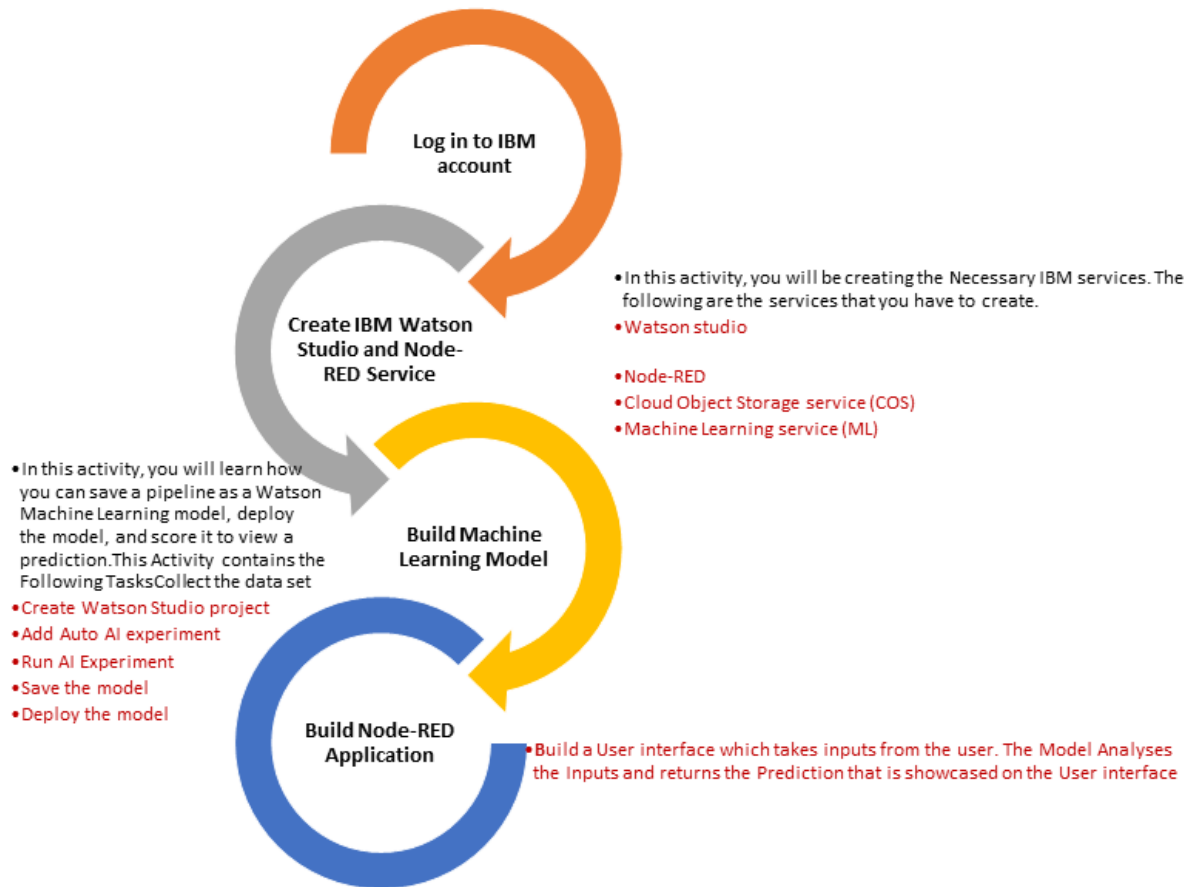 Log in to IBM
account
Create IBM Watson
Studio and Node-
RED Service
•In this activity, you will be creating the Necessary IBM services. The
following are the services that you have to create.
•Watson studio
•Node-RED
•Cloud Object Storage service (COS)
•Machine Learning service (ML)
Build Machine
Learning Model
•In this activity, you will learn how
you can save a pipeline as a Watson
Machine Learning model, deploy
the model, and score it to view a
prediction.This Activity contains the
Following TasksCollect the data set
•Create Watson Studio project
•Add Auto AI experiment
•Run AI Experiment
•Save the model
•Deploy the model
Build Node-RED
Application
•Build a User interface which takes inputs from the user. The Model Analyses
the Inputs and returns the Prediction that is showcased on the User interface